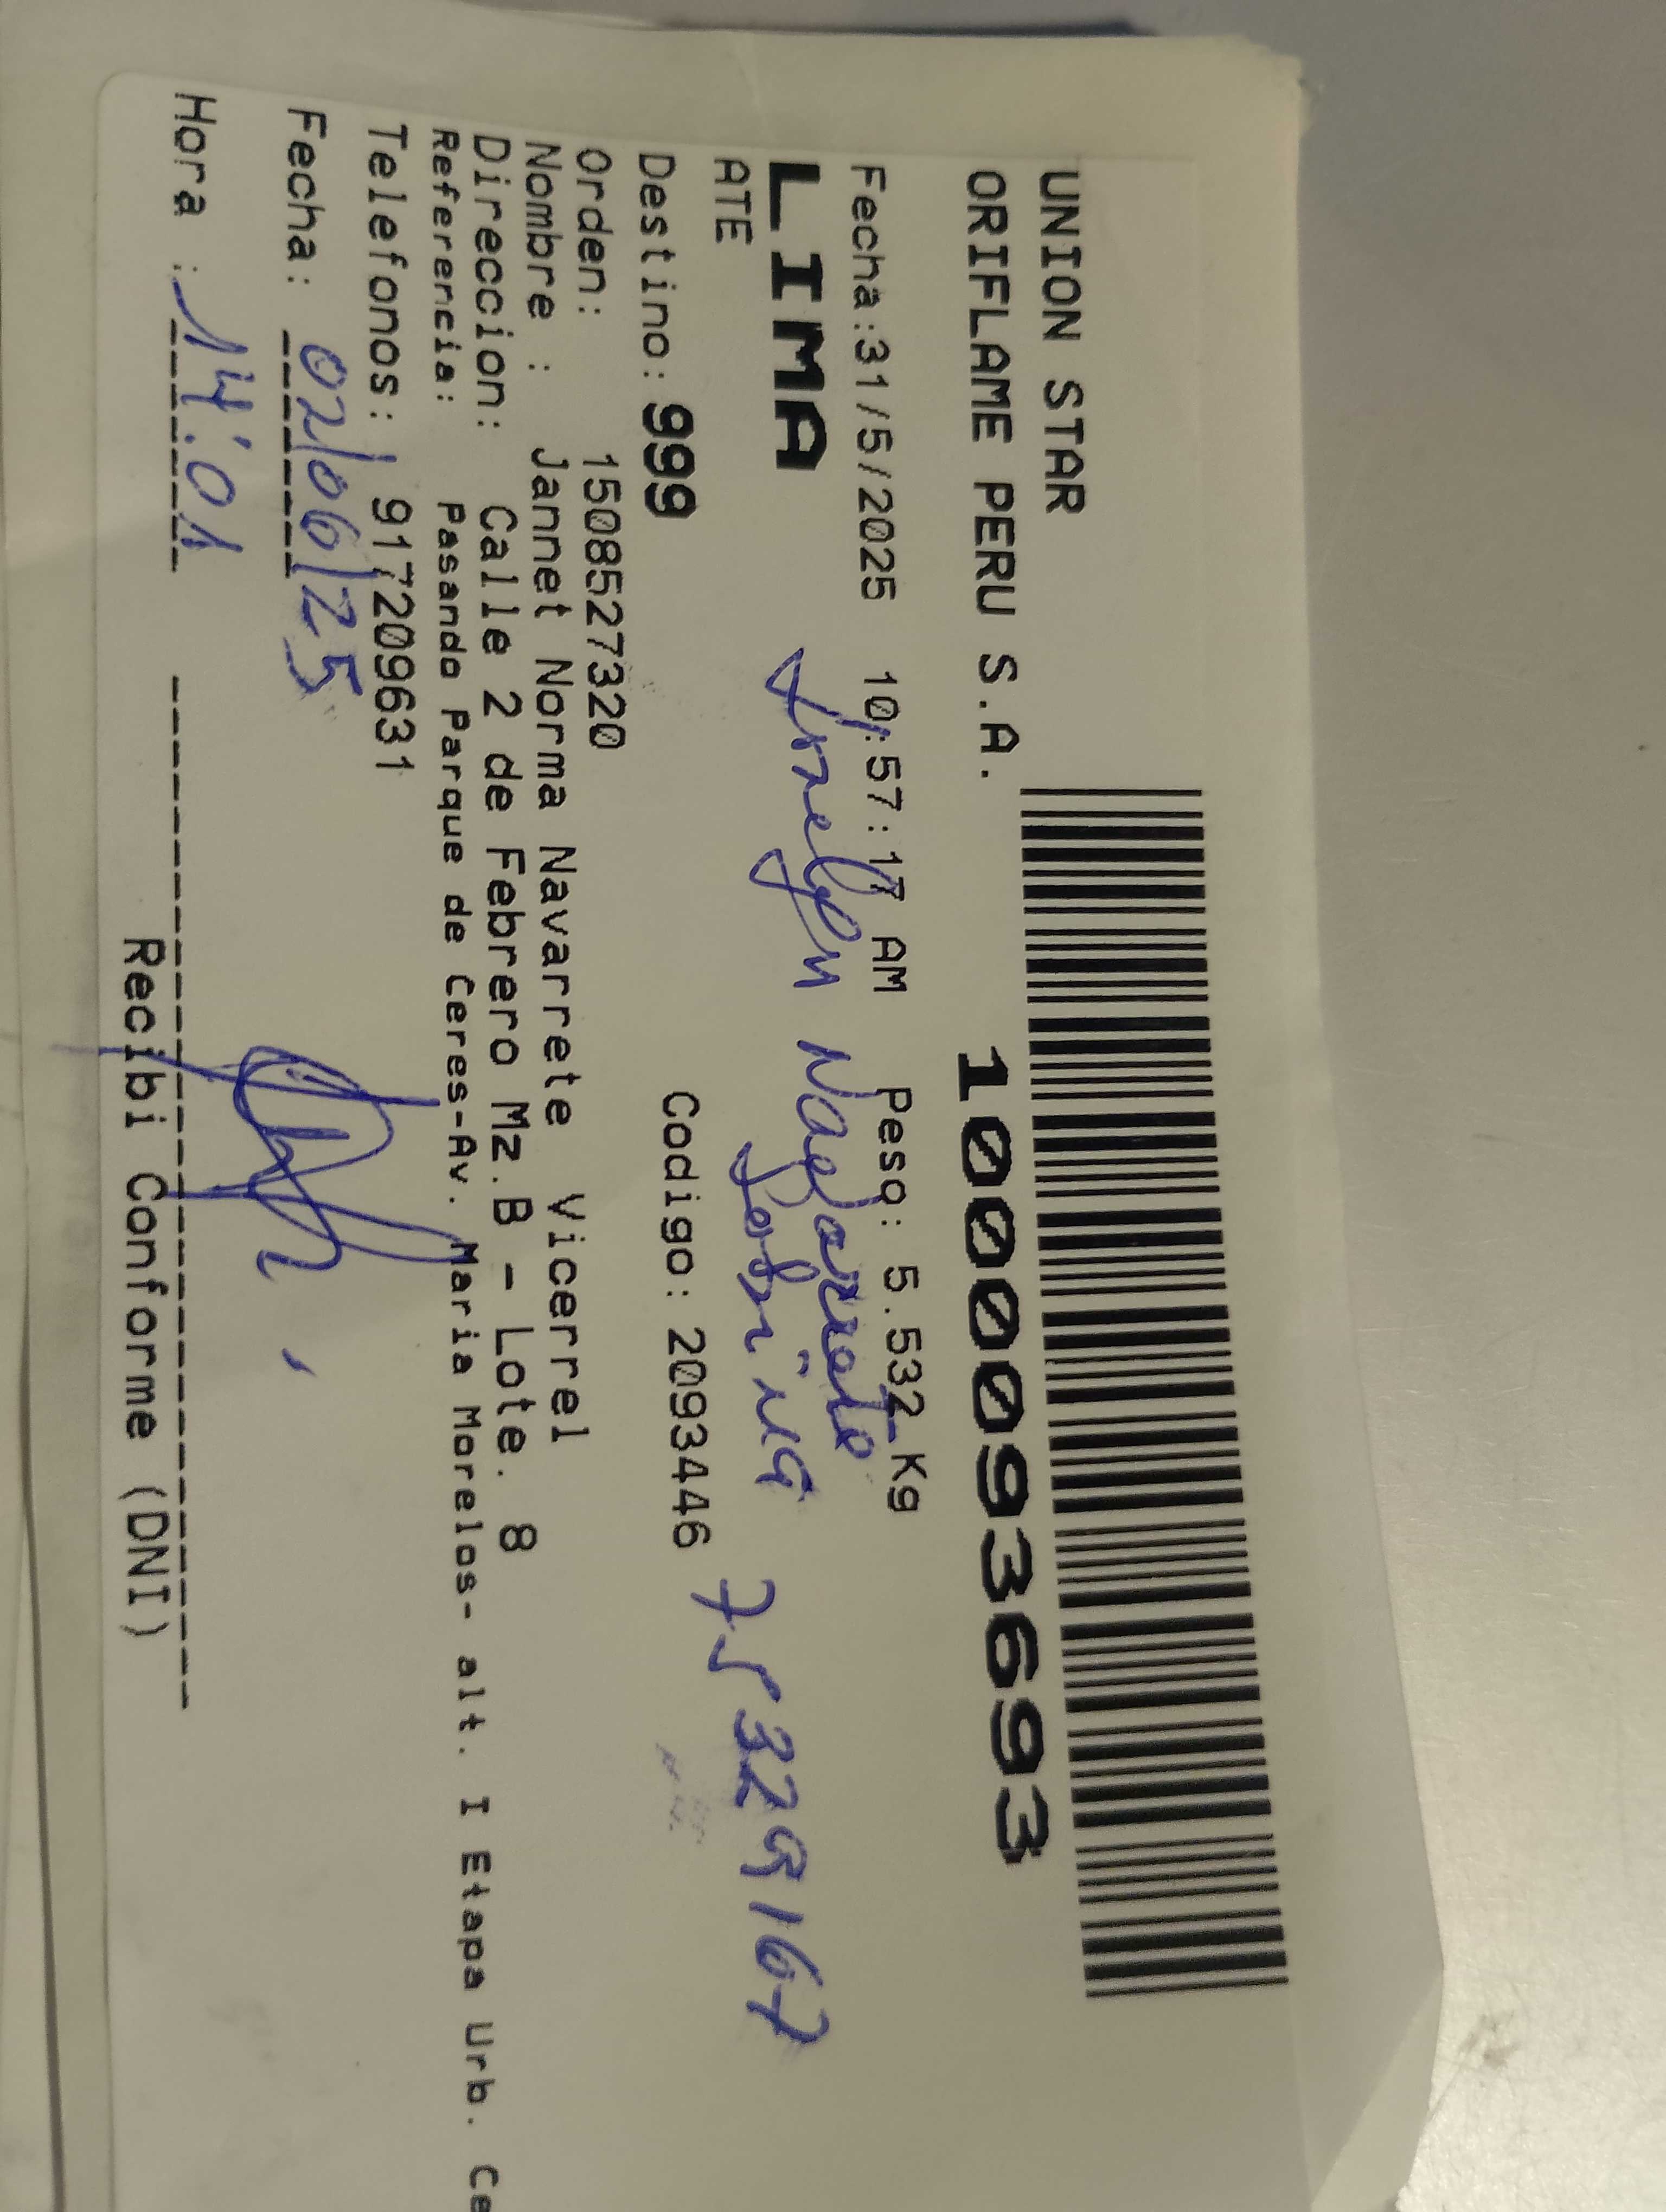 UNION STAR
ORIFLAME PERU S.A.
10000936693
Fecha:31/5/2025 10:57:17 AM Peso: 5.532 Kg
LIMA
Navarrete
ATE
Sobrina
75329167
Destino: 999 Codigo: 2093446
Orden: 1508527320
Nombre : Jannet Norma Navarrete Vicerrel
Direccion: Calle 2 de Febrero Mz.B - Lote. 8
Referencia: Pasando Parque de Ceres-Av. Maria Morelos- alt. I Etapa Urb. Ce
Telefonos: 917209631
Fecha: 02/06/25
Hora : 14:01
Recibi Conforme (DNI)